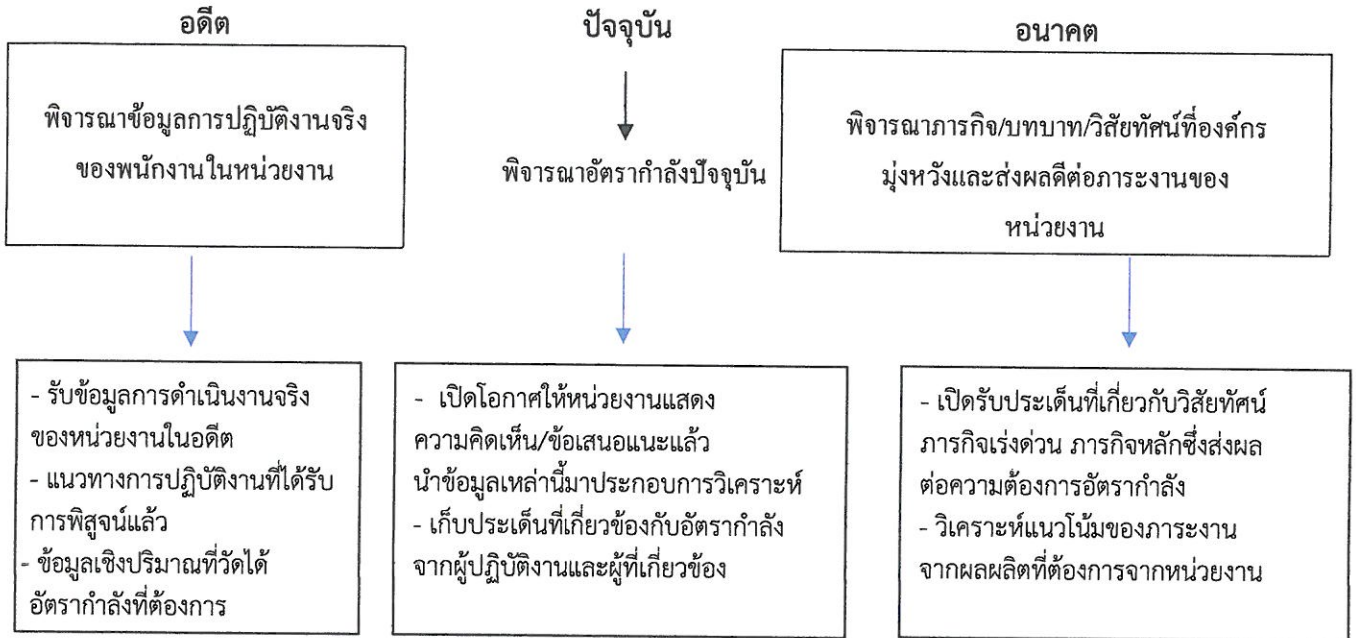 อดีต
ปัจจุบัน
อนาคต
พิจารณาข้อมูลการปฏิบัติงานจริง
ของพนักงานในหน่วยงาน
พิจารณาอัตรากำลังปัจจุบัน
พิจารณาภารกิจ/บทบาท/วิสัยทัศน์ที่องค์กร
มุ่งหวังและส่งผลดีต่อภาระงานของ
หน่วยงาน
- รับข้อมูลการดำเนินงานจริง
ของหน่วยงานในอดีต
- แนวทางการปฏิบัติงานที่ได้รับ
การพิสูจน์แล้ว
- ข้อมูลเชิงปริมาณที่วัดได้
อัตรากำลังที่ต้องการ
- เปิดโอกาสให้หน่วยงานแสดง
ความคิดเห็น/ข้อเสนอแนะแล้ว
นำข้อมูลเหล่านี้มาประกอบการวิเคราะห์
- เก็บประเด็นที่เกี่ยวข้องกับอัตรากำลัง
จากผู้ปฏิบัติงานและผู้ที่เกี่ยวข้อง
- เปิดรับประเด็นที่เกี่ยวกับวิสัยทัศน์
ภารกิจเร่งด่วน ภารกิจหลักซึ่งส่งผล
ต่อความต้องการอัตรากำลัง
- วิเคราะห์แนวโน้มของภาระงาน
จากผลผลิตที่ต้องการจากหน่วยงาน